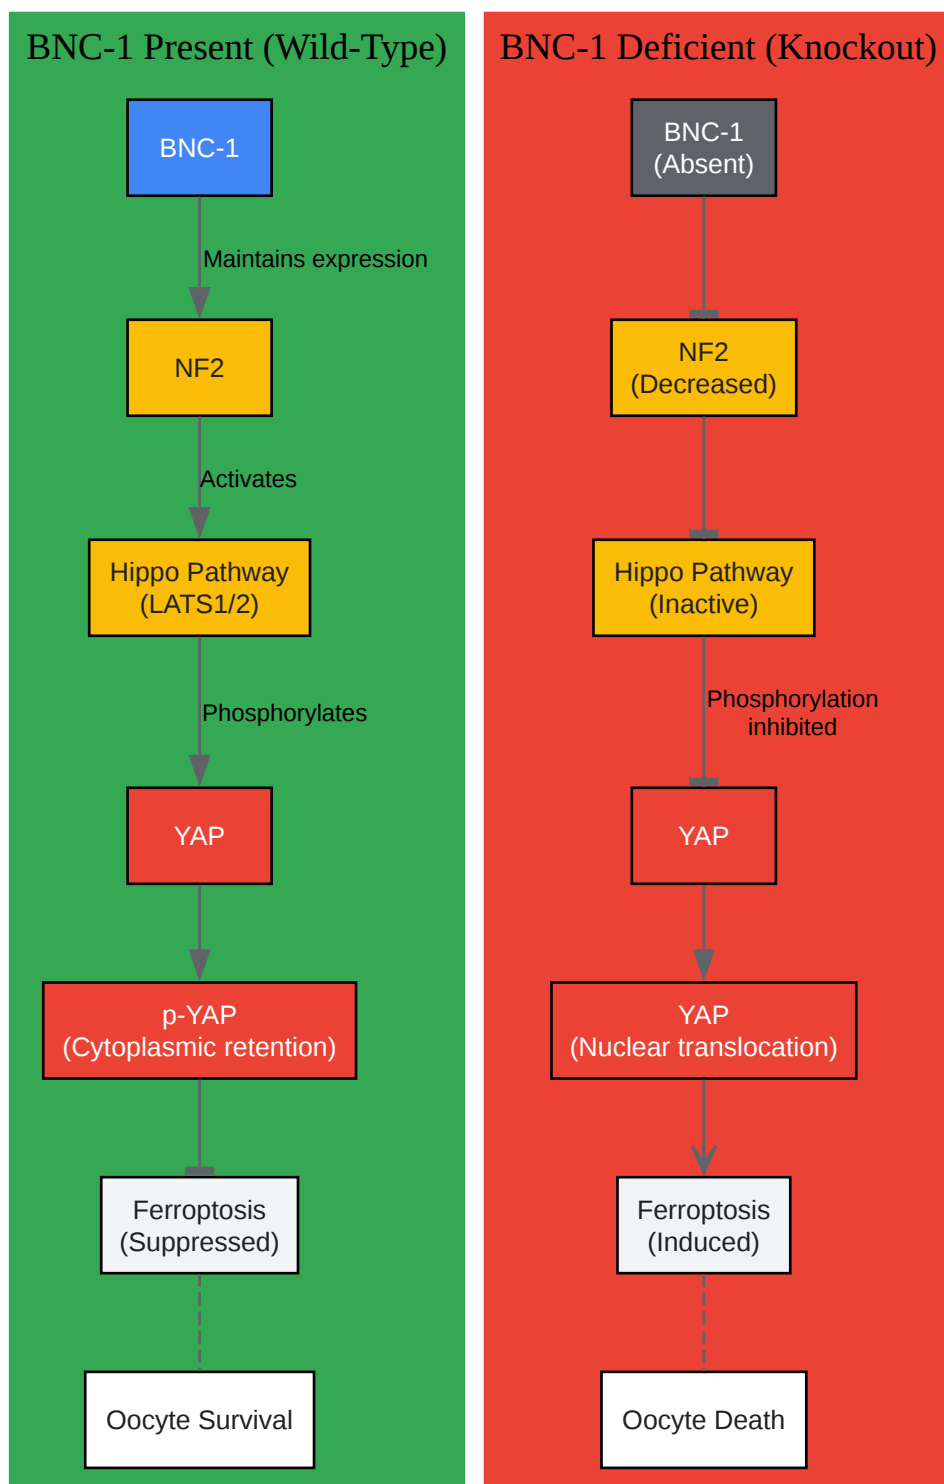 BNC-1 Present (Wild-Type)
BNC-1
Maintains expression
NF2
Activates
Hippo Pathway
(LATS1/2)
Phosphorylates
YAP
p-YAP
(Cytoplasmic retention)
Ferroptosis
(Suppressed)
Oocyte Survival
BNC-1 Deficient (Knockout)
BNC-1
(Absent)
NF2
(Decreased)
Hippo Pathway
(Inactive)
Phosphorylation
inhibited
YAP
YAP
(Nuclear translocation)
Ferroptosis
(Induced)
Oocyte Death